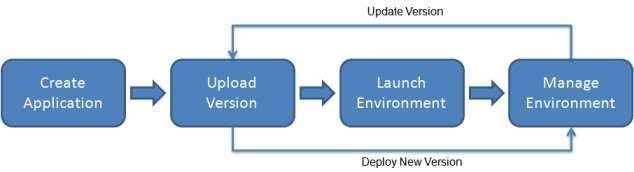 Update Version
Create
Application
Upload
Version
Launch
Environment
Manage
Environment
Deploy New Version